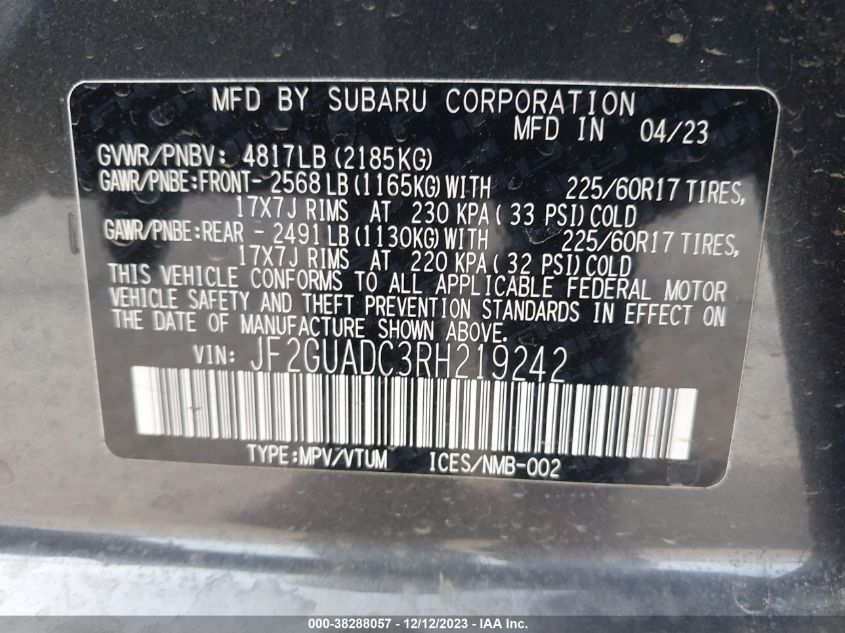 MFD BY SUBARU CORPORATION
MFD IN 04/23
GVWR/PNBV: 4817LB (2185KG)
GAWR/PNBE:FRONT- 2568LB (1165KG)WITH 225/60R17 TIRES,
17X7J RIMS AT 230 KPA ( 33 PSI) COLD
GAWR/PNBE:REAR - 2491LB (1130KG)WITH 225/60R17 TIRES,
17X7J RIMS AT 220 KPA ( 32 PSI) COLD
THIS VEHICLE CONFORMS TO ALL APPLICABLE FEDERAL MOTOR
VEHICLE SAFETY AND THEFT PREVENTION STANDARDS IN EFFECT ON
THE DATE OF MANUFACTURE SHOWN ABOVE.
VIN: JF2GUADC3RH219242
TYPE:MPV/VTUM ICES/NMB-002
000-38288057 - 12/12/2023 - IAA Inc.